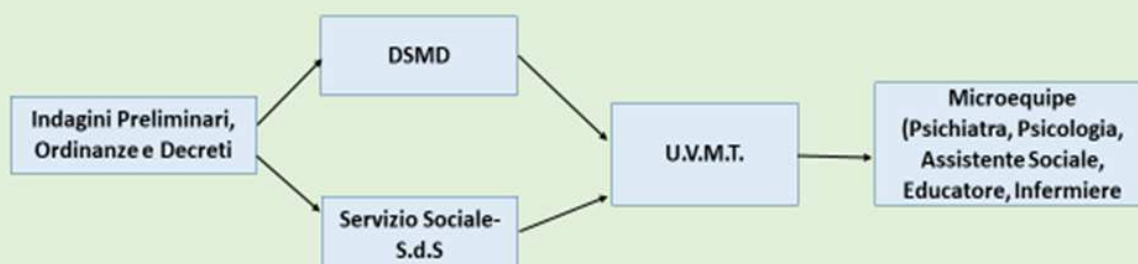 Indagini Preliminari,
Ordinanze e Decreti
DSMD
Servizio Sociale-
S.d.S
U.V.M.T.
Microequipe
(Psichiatra, Psicologia,
Assistente Sociale,
Educatore, Infermiere